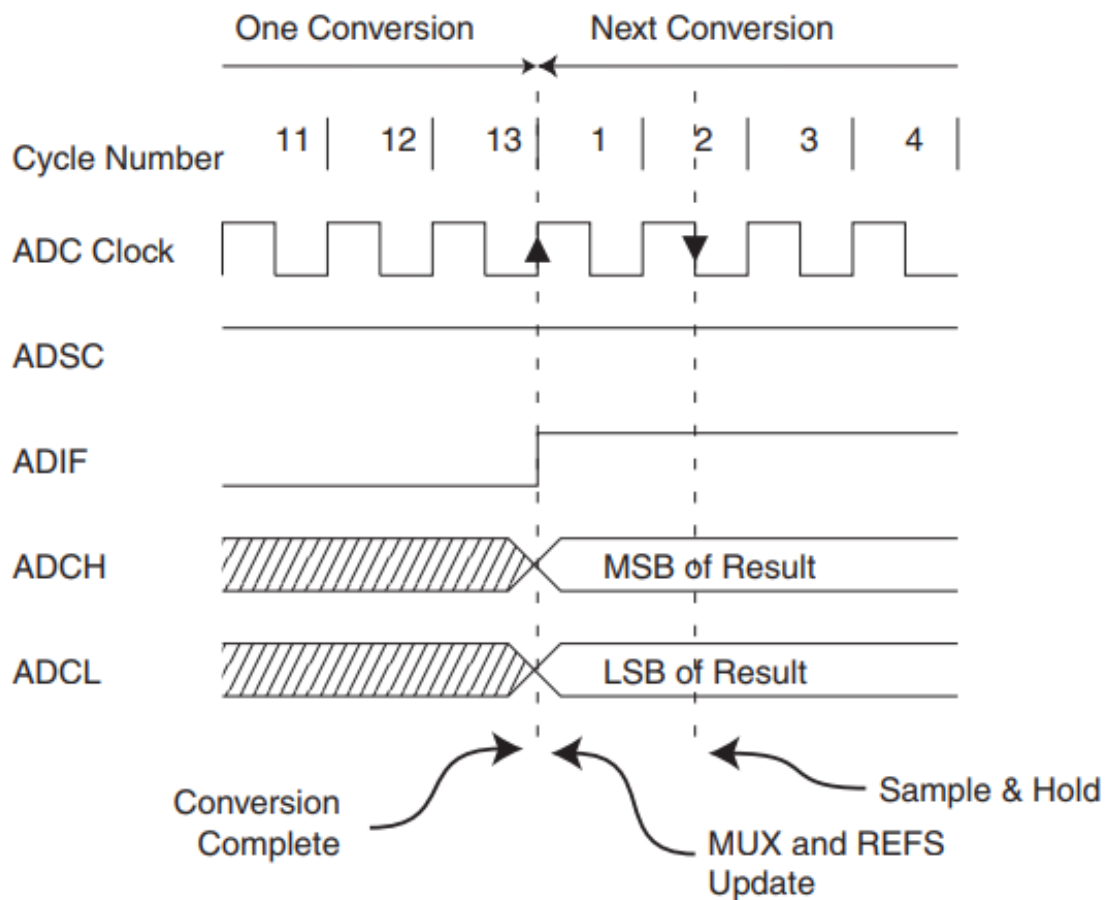 One Conversion Next Conversion
Cycle Number 11 12 13 1 2 3 4
ADC Clock
ADSC
ADIF
ADCH MSB of Result
ADCL LSB of Result
Conversion
Complete
MUX and REFS
Update
Sample & Hold